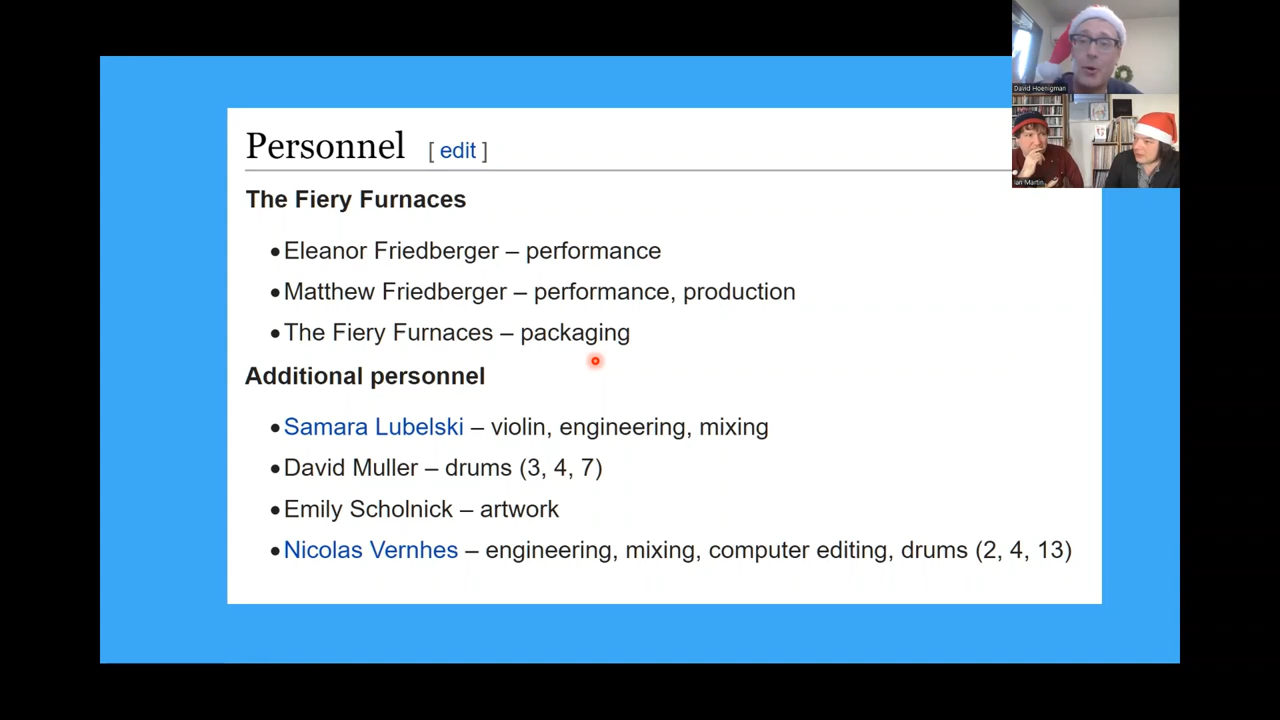 Personnel [ edit ]
The Fiery Furnaces
• Eleanor Friedberger – performance
• Matthew Friedberger – performance, production
• The Fiery Furnaces – packaging
Additional personnel
• Samara Lubelski – violin, engineering, mixing
• David Muller – drums (3, 4, 7)
• Emily Scholnick – artwork
• Nicolas Vernhes – engineering, mixing, computer editing, drums (2, 4, 13)
David Hoenigman
Ian Martin